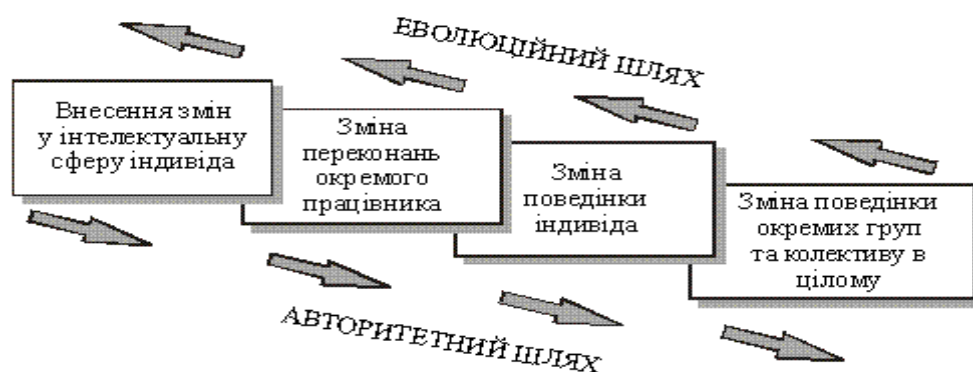 ЕВОЛЮЦІЙНИЙ ШЛЯХ
Внесення змін
у інтелектуальну
сферу індивіда
Зміна
переконань
окремого
працівника
Зміна
поведінки
індивіда
Зміна поведінки
окремих груп
та колективу в
цілому
АВТОРИТЕТНИЙ ШЛЯХ